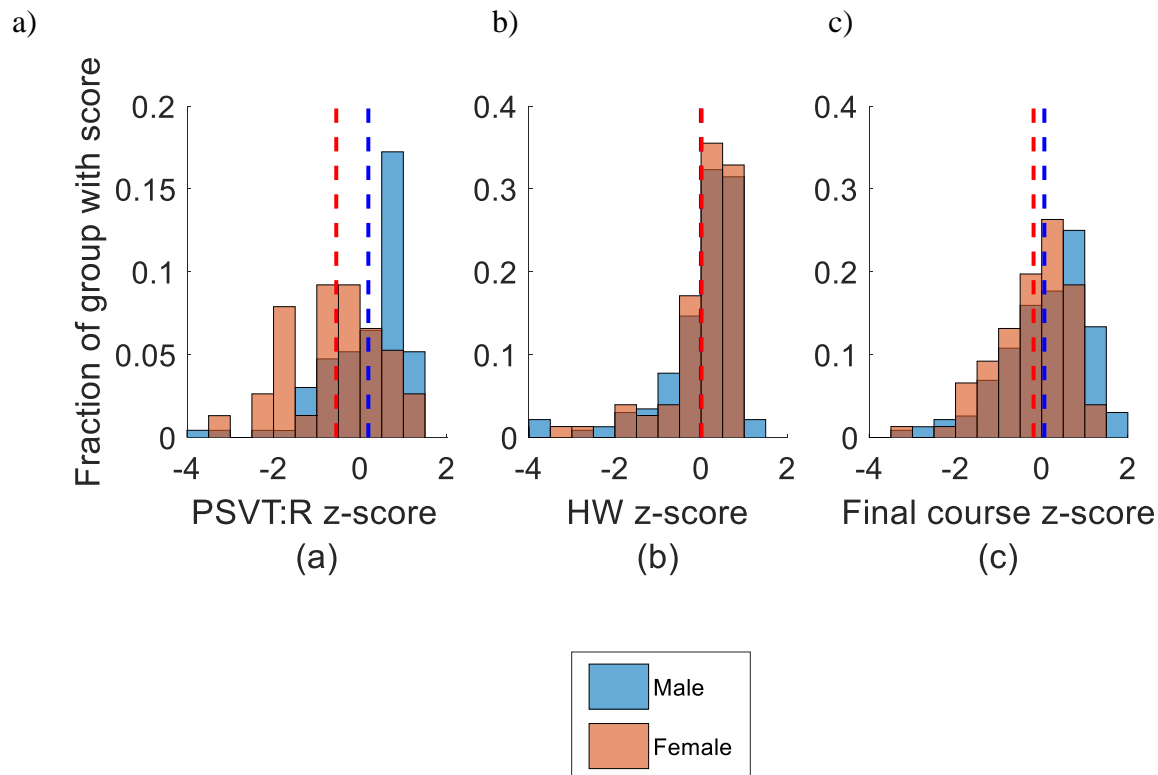 a) b) c)
Fraction of group with score
0.2
0.15
0.1
0.05
0
-4 -2 0 2
PSVT:R z-score
(a)
0.4
0.3
0.2
0.1
0
-4 -2 0 2
HW z-score
(b)
0.4
0.3
0.2
0.1
0
-4 -2 0 2
Final course z-score
(c)
Male
Female